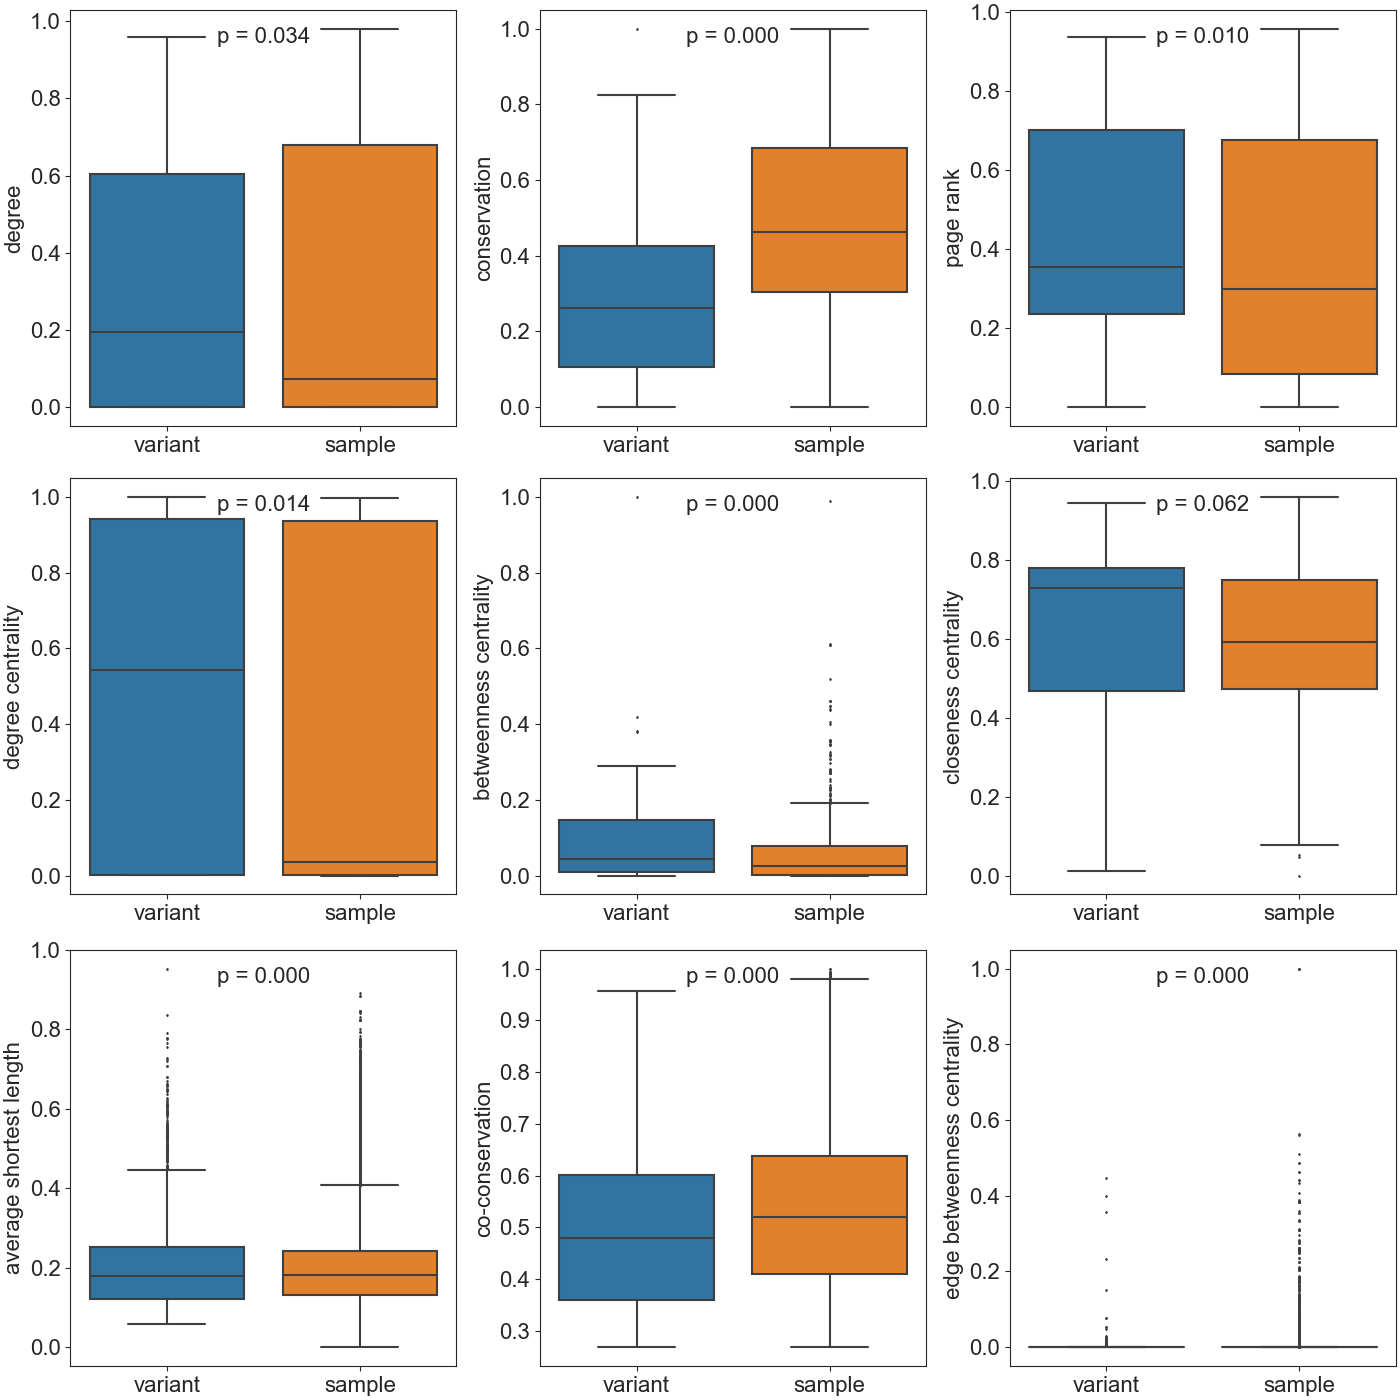 p = 0.034
1.0
0.8
0.6
0.4
0.2
0.0
degree
variant
sample
p = 0.000
1.0
0.8
0.6
0.4
0.2
0.0
conservation
variant
sample
p = 0.010
1.0
0.8
0.6
0.4
0.2
0.0
page rank
variant
sample
p = 0.014
1.0
0.8
0.6
0.4
0.2
0.0
degree centrality
variant
sample
p = 0.000
1.0
0.8
0.6
0.4
0.2
0.0
betweenness centrality
variant
sample
p = 0.062
1.0
0.8
0.6
0.4
0.2
0.0
closeness centrality
variant
sample
p = 0.000
1.0
0.8
0.6
0.4
0.2
0.0
average shortest length
variant
sample
p = 0.000
1.0
0.9
0.8
0.7
0.6
0.5
0.4
0.3
co-conservation
variant
sample
p = 0.000
1.0
0.8
0.6
0.4
0.2
0.0
edge betweenness centrality
variant
sample